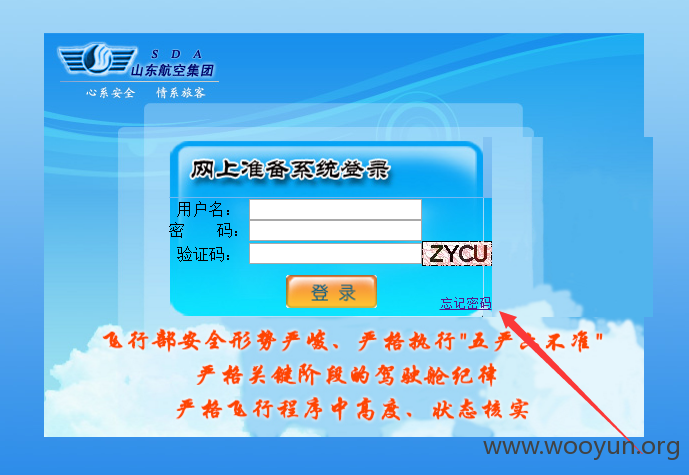 SDA
山东航空集团
心系安全 情系旅客
网上准备系统登录
用户名：
密 码：
验证码： ZYCU
登 录
忘记密码
飞行部安全形势严峻、严格执行"五严 不准"
严格关键阶段的驾驶舱纪律
严格飞行程序中高度、状态核实
www.wooyun.org